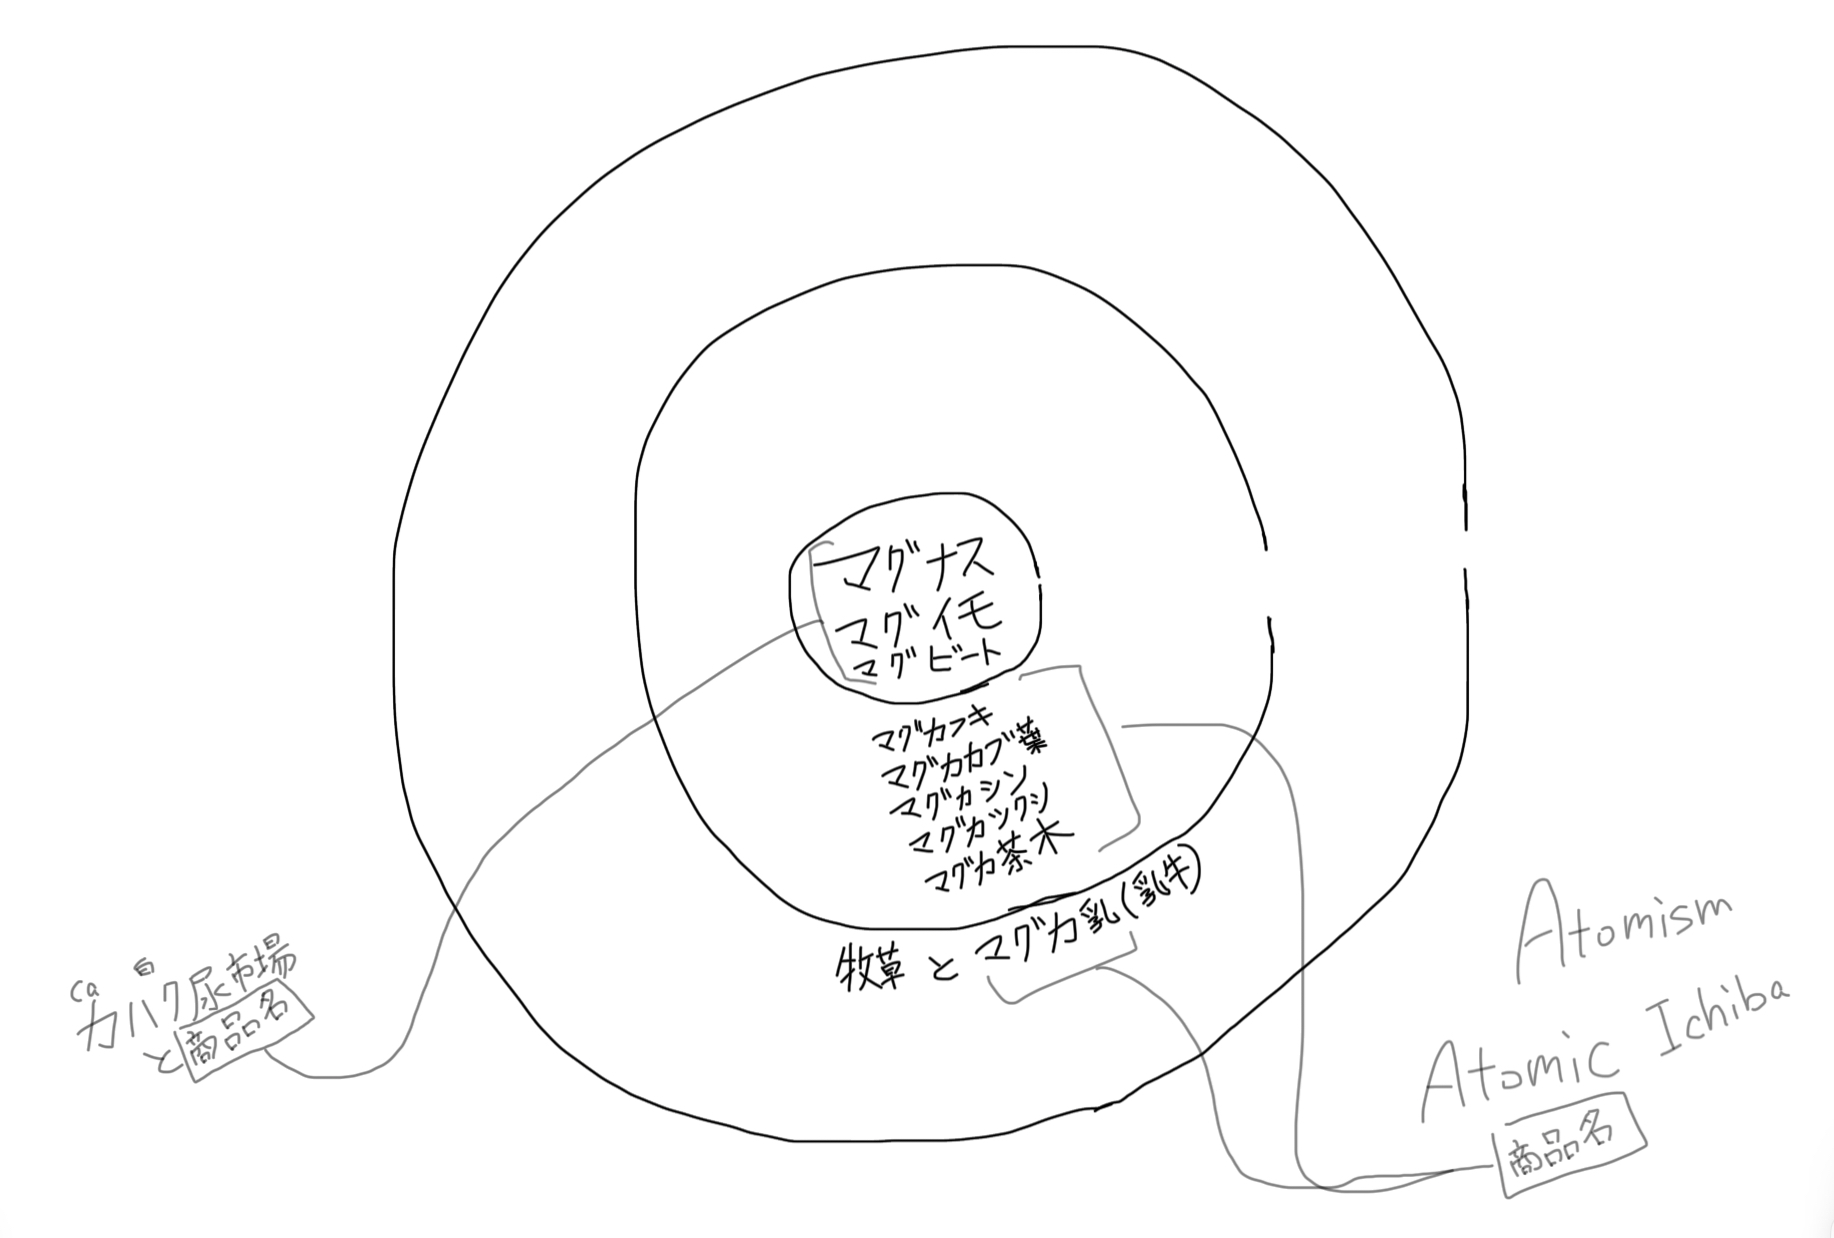 マグナス
マグイモ
マグビート
マグカフキ
マグカカブ葉
マグカシン
マグカツクシ
マグカ茶木
牧草とマグカ乳(乳牛)
Ca 白
カハク尿市場
と商品名
Atomism
Atomic Ichiba
商品名